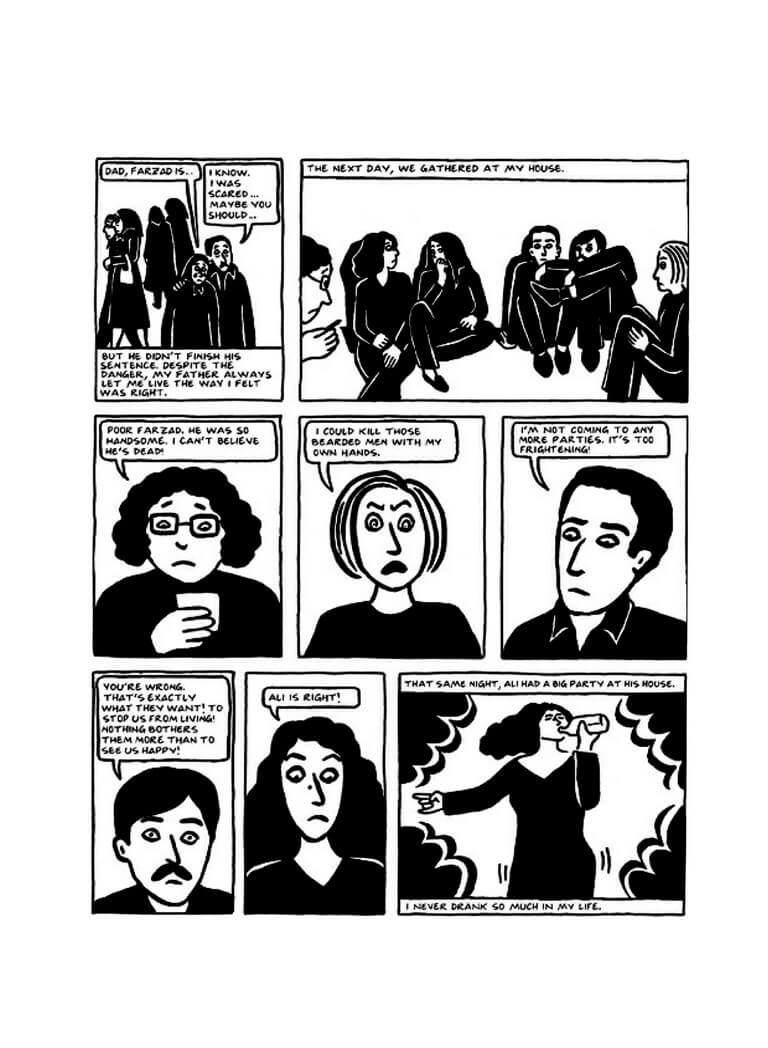 DAD, FARZAD IS..
I KNOW.
I WAS
SCARED...
MAYBE YOU
SHOULD...
BUT HE DIDN'T FINISH HIS
SENTENCE. DESPITE THE
DANGER, MY FATHER ALWAYS
LET ME LIVE THE WAY I FELT
WAS RIGHT.
THE NEXT DAY, WE GATHERED AT MY HOUSE.
POOR FARZAD. HE WAS SO
HANDSOME. I CAN'T BELIEVE
HE'S DEAD!
I COULD KILL THOSE
BEARDED MEN WITH MY
OWN HANDS.
I'M NOT COMING TO ANY
MORE PARTIES. IT'S TOO
FRIGHTENING!
YOU'RE WRONG.
THAT'S EXACTLY
WHAT THEY WANT! TO
STOP US FROM LIVING!
NOTHING BOTHERS
THEM MORE THAN TO
SEE US HAPPY!
ALI IS RIGHT!
THAT SAME NIGHT, ALI HAD A BIG PARTY AT HIS HOUSE.
I NEVER DRANK SO MUCH IN MY LIFE.